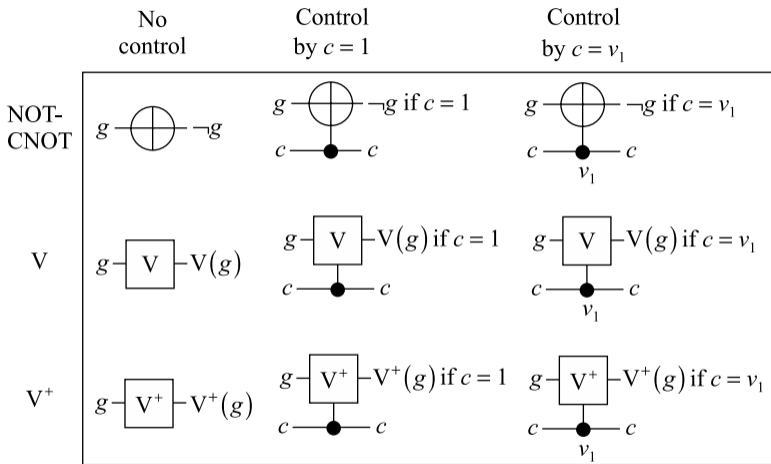 No control
Control by c = 1
Control by c = v₁
NOT-CNOT
g ¬g
g ¬g if c = 1
c c
g ¬g if c = v₁
c c
v₁
V
g V V(g)
g V V(g) if c = 1
c c
g V V(g) if c = v₁
c c
v₁
V⁺
g V⁺ V⁺(g)
g V⁺ V⁺(g) if c = 1
c c
g V⁺ V⁺(g) if c = v₁
c c
v₁